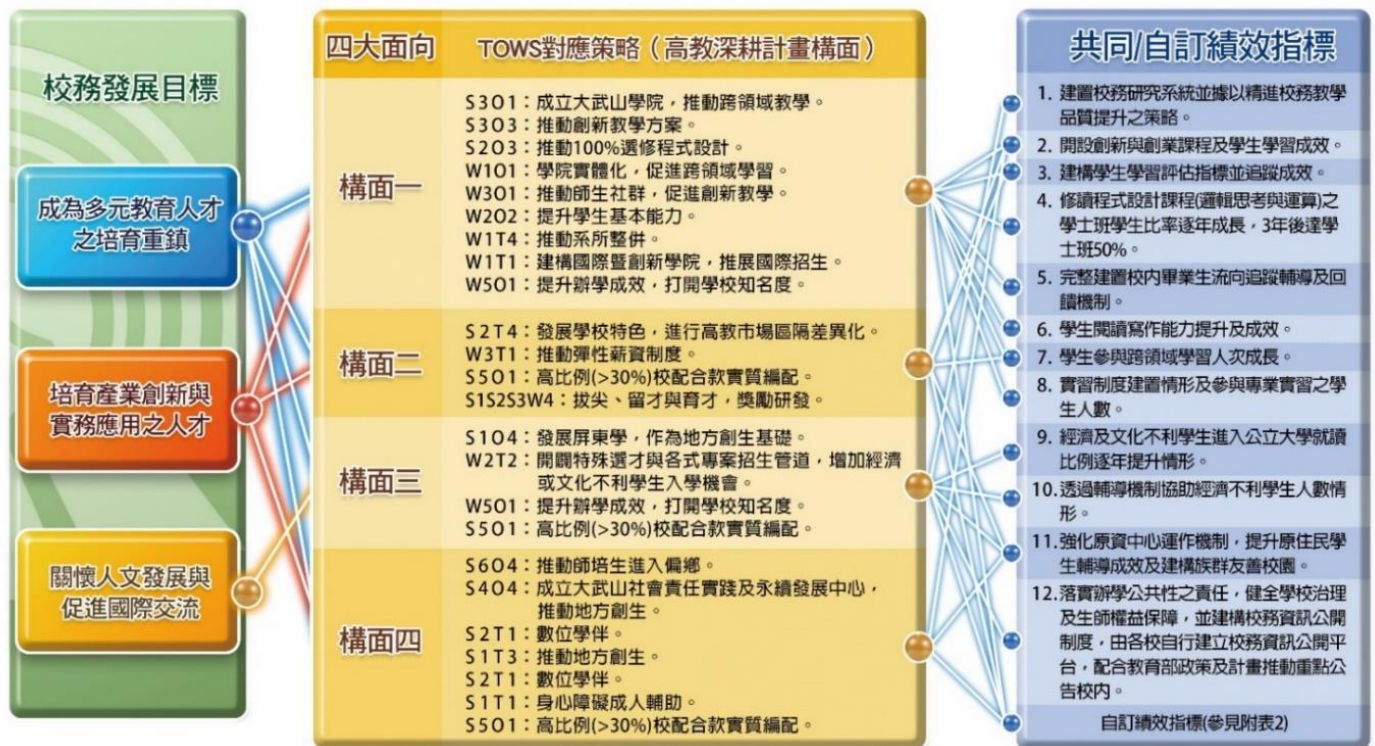 校務發展目標
成為多元教育人才
之培育重鎮
培育產業創新與
實務應用之人才
關懷人文發展與
促進國際交流
四大面向
TOWS對應策略（高教深耕計畫構面）
構面一
S3O1：成立大武山學院，推動跨領域教學。
S3O3：推動創新教學方案。
S2O3：推動100%選修程式設計。
W1O1：學院實體化，促進跨領域學習。
W3O1：推動師生社群，促進創新教學。
W2O2：提升學生基本能力。
W1T4：推動系所整併。
W1T1：建構國際暨創新學院，推展國際招生。
W5O1：提升辦學成效，打開學校知名度。
構面二
S2T4：發展學校特色，進行高教市場區隔差異化。
W3T1：推動彈性薪資制度。
S5O1：高比例(>30%)校配合款實質編配。
S1S2S3W4：拔尖、留才與育才，獎勵研發。
構面三
S1O4：發展屏東學，作為地方創生基礎。
W2T2：開闢特殊選才與各式專案招生管道，增加經濟
或文化不利學生入學機會。
W5O1：提升辦學成效，打開學校知名度。
S5O1：高比例(>30%)校配合款實質編配。
構面四
S6O4：推動師培生進入偏鄉。
S4O4：成立大武山社會責任實踐及永續發展中心，
推動地方創生。
S2T1：數位學伴。
S1T3：推動地方創生。
S2T1：數位學伴。
S1T1：身心障礙成人輔助。
S5O1：高比例(>30%)校配合款實質編配。
共同/自訂績效指標
1. 建置校務研究系統並據以精進校務教學
品質提升之策略。
2. 開設創新與創業課程及學生學習成效。
3. 建構學生學習評估指標並追蹤成效。
4. 修讀程式設計課程(邏輯思考與運算)之
學士班學生比率逐年成長，3年後達學
士班50%。
5. 完整建置校內畢業生流向追蹤輔導及回
饋機制。
6. 學生閱讀寫作能力提升及成效。
7. 學生參與跨領域學習人次成長。
8. 實習制度建置情形及參與專業實習之學
生人數。
9. 經濟及文化不利學生進入公立大學就讀
比例逐年提升情形。
10. 透過輔導機制協助經濟不利學生人數情
形。
11. 強化原資中心運作機制，提升原住民學
生輔導成效及建構族群友善校園。
12. 落實辦學公共性之責任，健全學校治理
及生師權益保障，並建構校務資訊公開
制度，由各校自行建立校務資訊公開平
台，配合教育部政策及計畫推動重點公
告校內。
自訂績效指標(參見附表2)